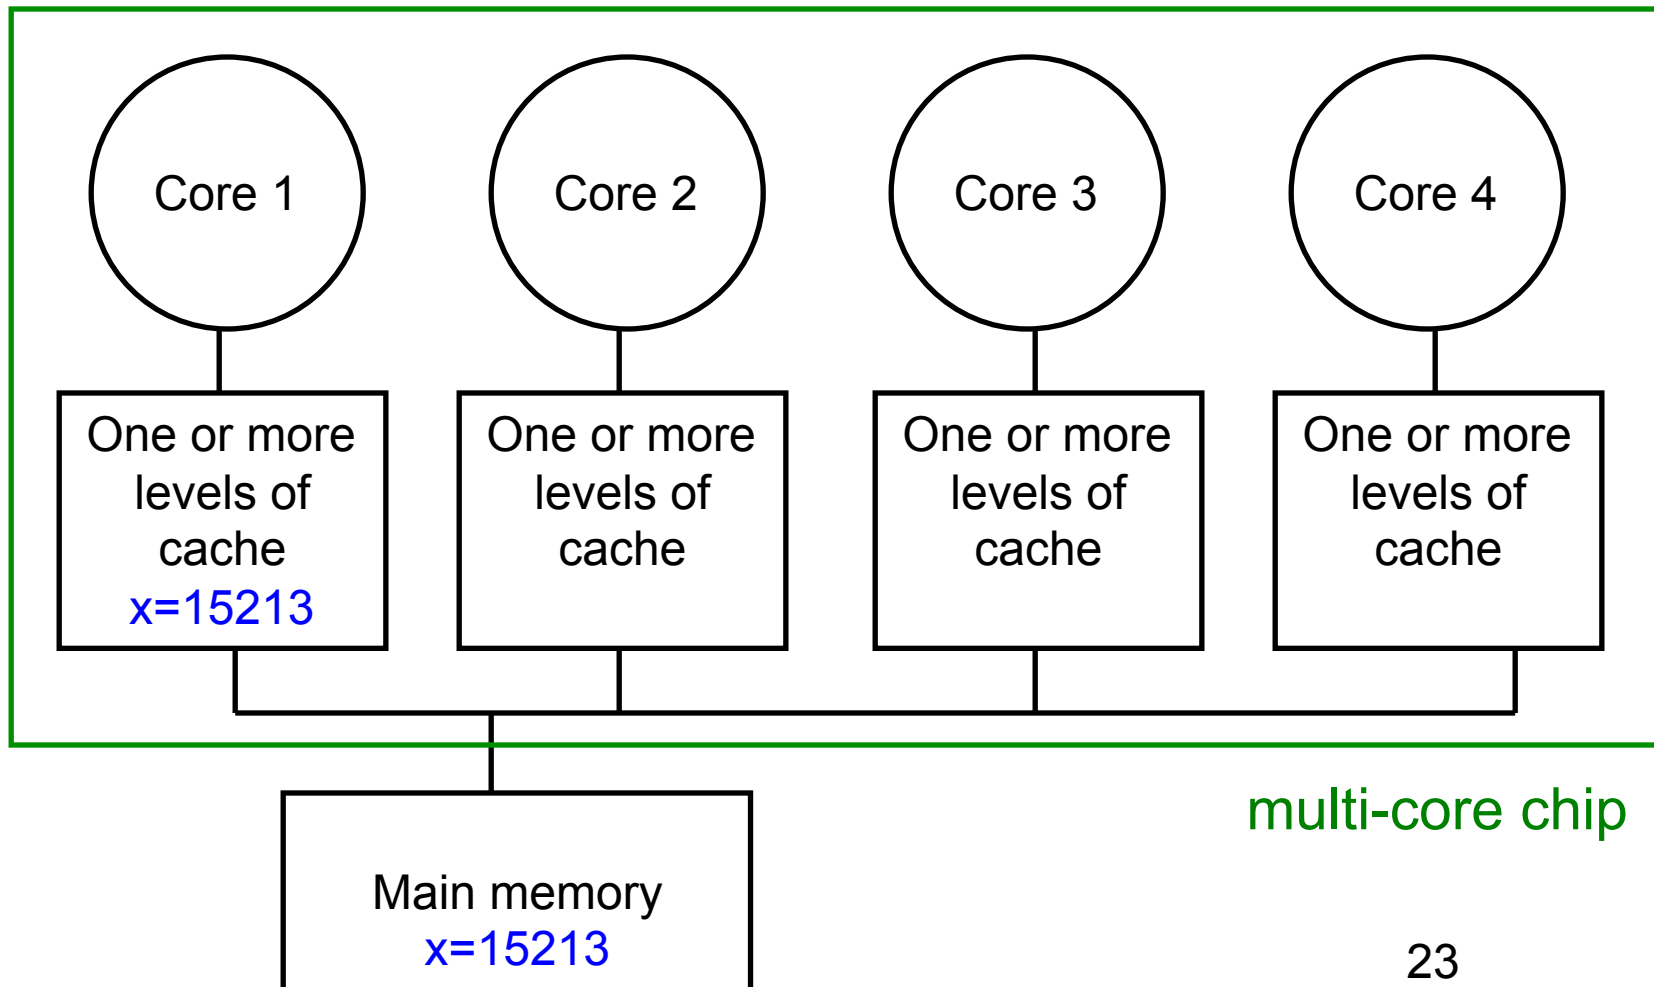 Core 1
Core 2
Core 3
Core 4
One or more
levels of
cache
x=15213
One or more
levels of
cache
One or more
levels of
cache
One or more
levels of
cache
multi-core chip
Main memory
x=15213
23